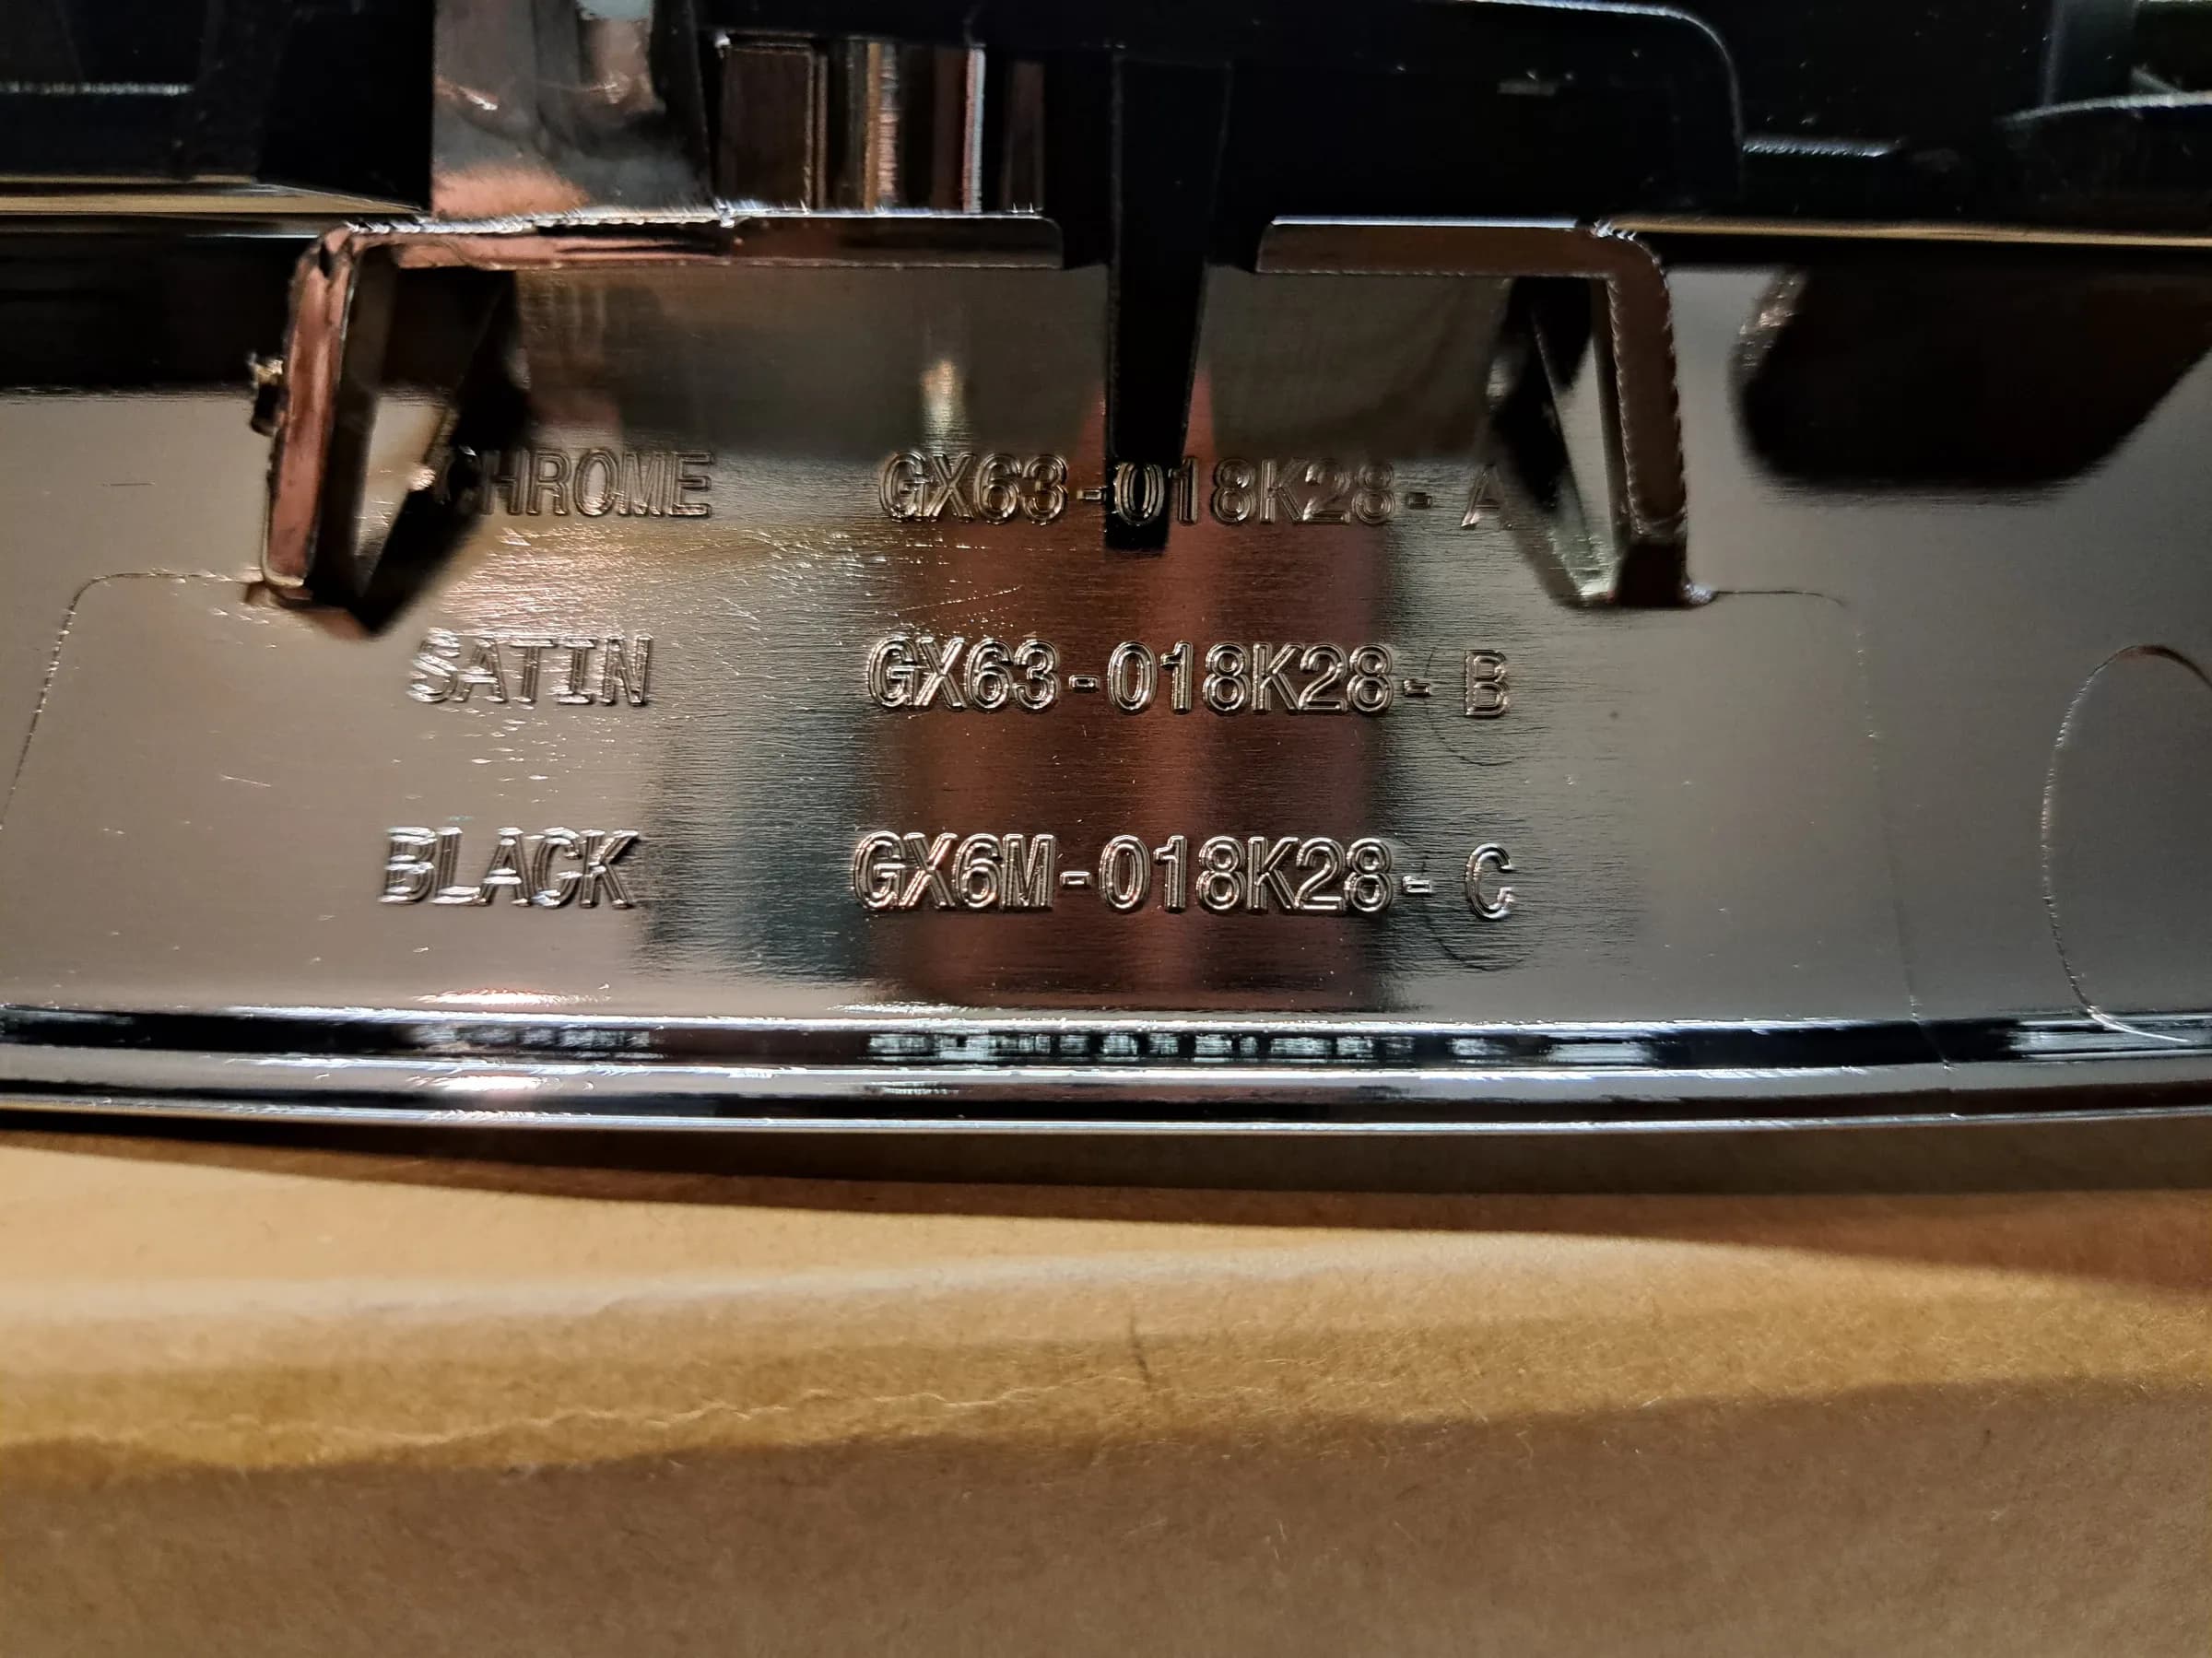 CHROME GX63-018K28- A
SATIN GX63-018K28- B
BLACK GX6M-018K28- C